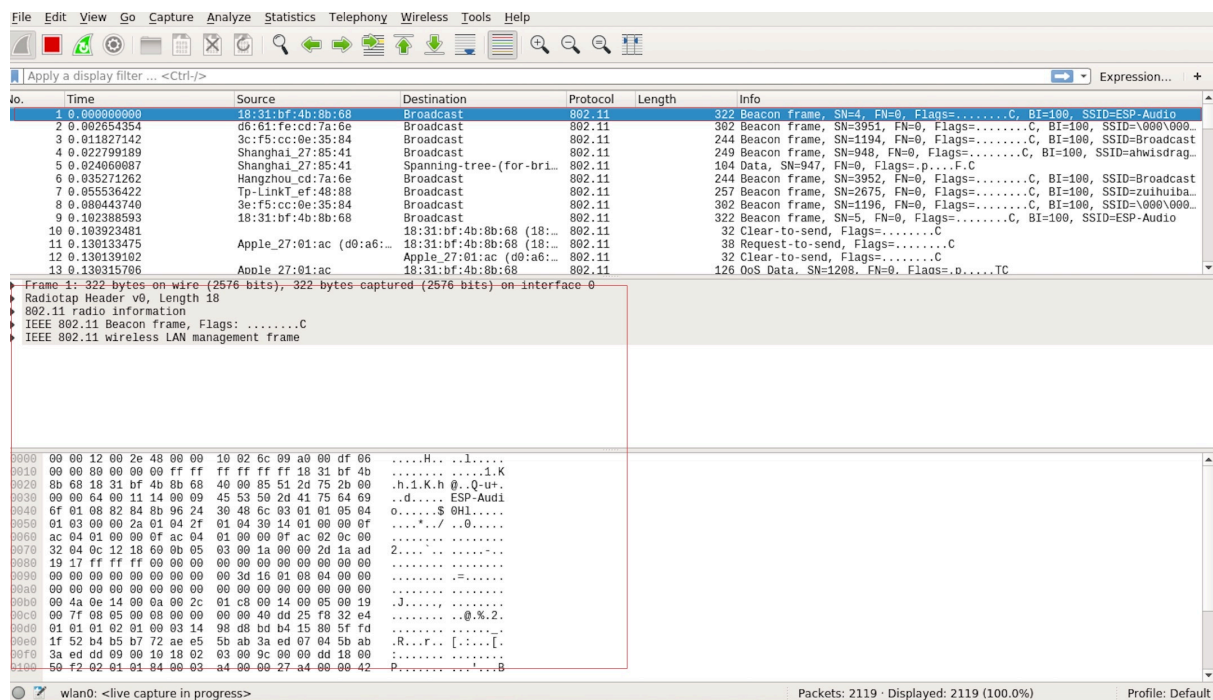 File Edit View Go Capture Analyze Statistics Telephony Wireless Tools Help
Apply a display filter ... <Ctrl-/> Expression... +
No. Time Source Destination Protocol Length Info
1 0.000000000 18:31:bf:4b:8b:68 Broadcast 802.11 322 Beacon frame, SN=4, FN=0, Flags=........C, BI=100, SSID=ESP-Audio
2 0.002654354 d6:61:fe:cd:7a:6e Broadcast 802.11 302 Beacon frame, SN=3951, FN=0, Flags=........C, BI=100, SSID=\000\000…
3 0.011827142 3c:f5:cc:0e:35:84 Broadcast 802.11 244 Beacon frame, SN=1194, FN=0, Flags=........C, BI=100, SSID=Broadcast
4 0.022799189 Shanghai_27:85:41 Broadcast 802.11 249 Beacon frame, SN=948, FN=0, Flags=........C, BI=100, SSID=ahwisdrag…
5 0.024060087 Shanghai_27:85:41 Spanning-tree-(for-bri… 802.11 104 Data, SN=947, FN=0, Flags=.p....F.C
6 0.035271262 Hangzhou_cd:7a:6e Broadcast 802.11 244 Beacon frame, SN=3952, FN=0, Flags=........C, BI=100, SSID=Broadcast
7 0.055536422 Tp-LinkT_ef:48:88 Broadcast 802.11 257 Beacon frame, SN=2675, FN=0, Flags=........C, BI=100, SSID=zuihuiba…
8 0.080443740 3e:f5:cc:0e:35:84 Broadcast 802.11 302 Beacon frame, SN=1196, FN=0, Flags=........C, BI=100, SSID=\000\000…
9 0.102388593 18:31:bf:4b:8b:68 Broadcast 802.11 322 Beacon frame, SN=5, FN=0, Flags=........C, BI=100, SSID=ESP-Audio
10 0.103923481 18:31:bf:4b:8b:68 (18:… 802.11 32 Clear-to-send, Flags=........C
11 0.130133475 Apple_27:01:ac (d0:a6:… 18:31:bf:4b:8b:68 (18:… 802.11 38 Request-to-send, Flags=........C
12 0.130139102 Apple_27:01:ac (d0:a6:… 802.11 32 Clear-to-send, Flags=........C
13 0.130315706 Apple_27:01:ac 18:31:bf:4b:8b:68 802.11 126 QoS Data, SN=1208, FN=0, Flags=.p.....TC
Frame 1: 322 bytes on wire (2576 bits), 322 bytes captured (2576 bits) on interface 0
Radiotap Header v0, Length 18
802.11 radio information
IEEE 802.11 Beacon frame, Flags: ........C
IEEE 802.11 wireless LAN management frame
0000 00 00 12 00 2e 48 00 00 10 02 6c 09 a0 00 df 06 .....H.. ..l.....
0010 00 00 80 00 00 00 ff ff ff ff ff ff 18 31 bf 4b ........ .....1.K
0020 8b 68 18 31 bf 4b 8b 68 40 00 85 51 2d 75 2b 00 .h.1.K.h @..Q-u+.
0030 00 00 64 00 11 14 00 09 45 53 50 2d 41 75 64 69 ..d..... ESP-Audi
0040 6f 01 08 82 84 8b 96 24 30 48 6c 03 01 01 05 04 o......$ 0Hl.....
0050 01 03 00 00 2a 01 04 2f 01 04 30 14 01 00 00 0f ....*../ ..0.....
0060 ac 04 01 00 00 0f ac 04 01 00 00 0f ac 02 0c 00 ........ ........
0070 32 04 0c 12 18 60 0b 05 03 00 1a 00 00 2d 1a ad 2....`.. .....-..
0080 19 17 ff ff ff 00 00 00 00 00 00 00 00 00 00 00 ........ ........
0090 00 00 00 00 00 00 00 00 00 3d 16 01 08 04 00 00 ........ .=......
00a0 00 00 00 00 00 00 00 00 00 00 00 00 00 00 00 00 ........ ........
00b0 00 4a 0e 14 00 0a 00 2c 01 c8 00 14 00 05 00 19 .J....., ........
00c0 00 7f 08 05 00 08 00 00 00 00 40 dd 25 f8 32 e4 ........ ..@.%.2.
00d0 01 01 01 02 01 00 03 14 98 d8 bd b4 15 80 5f fd ........ ......_.
00e0 1f 52 b4 b5 b7 72 ae e5 5b ab 3a ed 07 04 5b ab .R...r.. [.:...[.
00f0 3a ed dd 09 00 10 18 02 03 00 9c 00 00 dd 18 00 :....... ........
0100 50 f2 02 01 01 84 00 03 a4 00 00 27 a4 00 00 42 P....... ...'...B
wlan0: <live capture in progress> Packets: 2119 · Displayed: 2119 (100.0%) Profile: Default